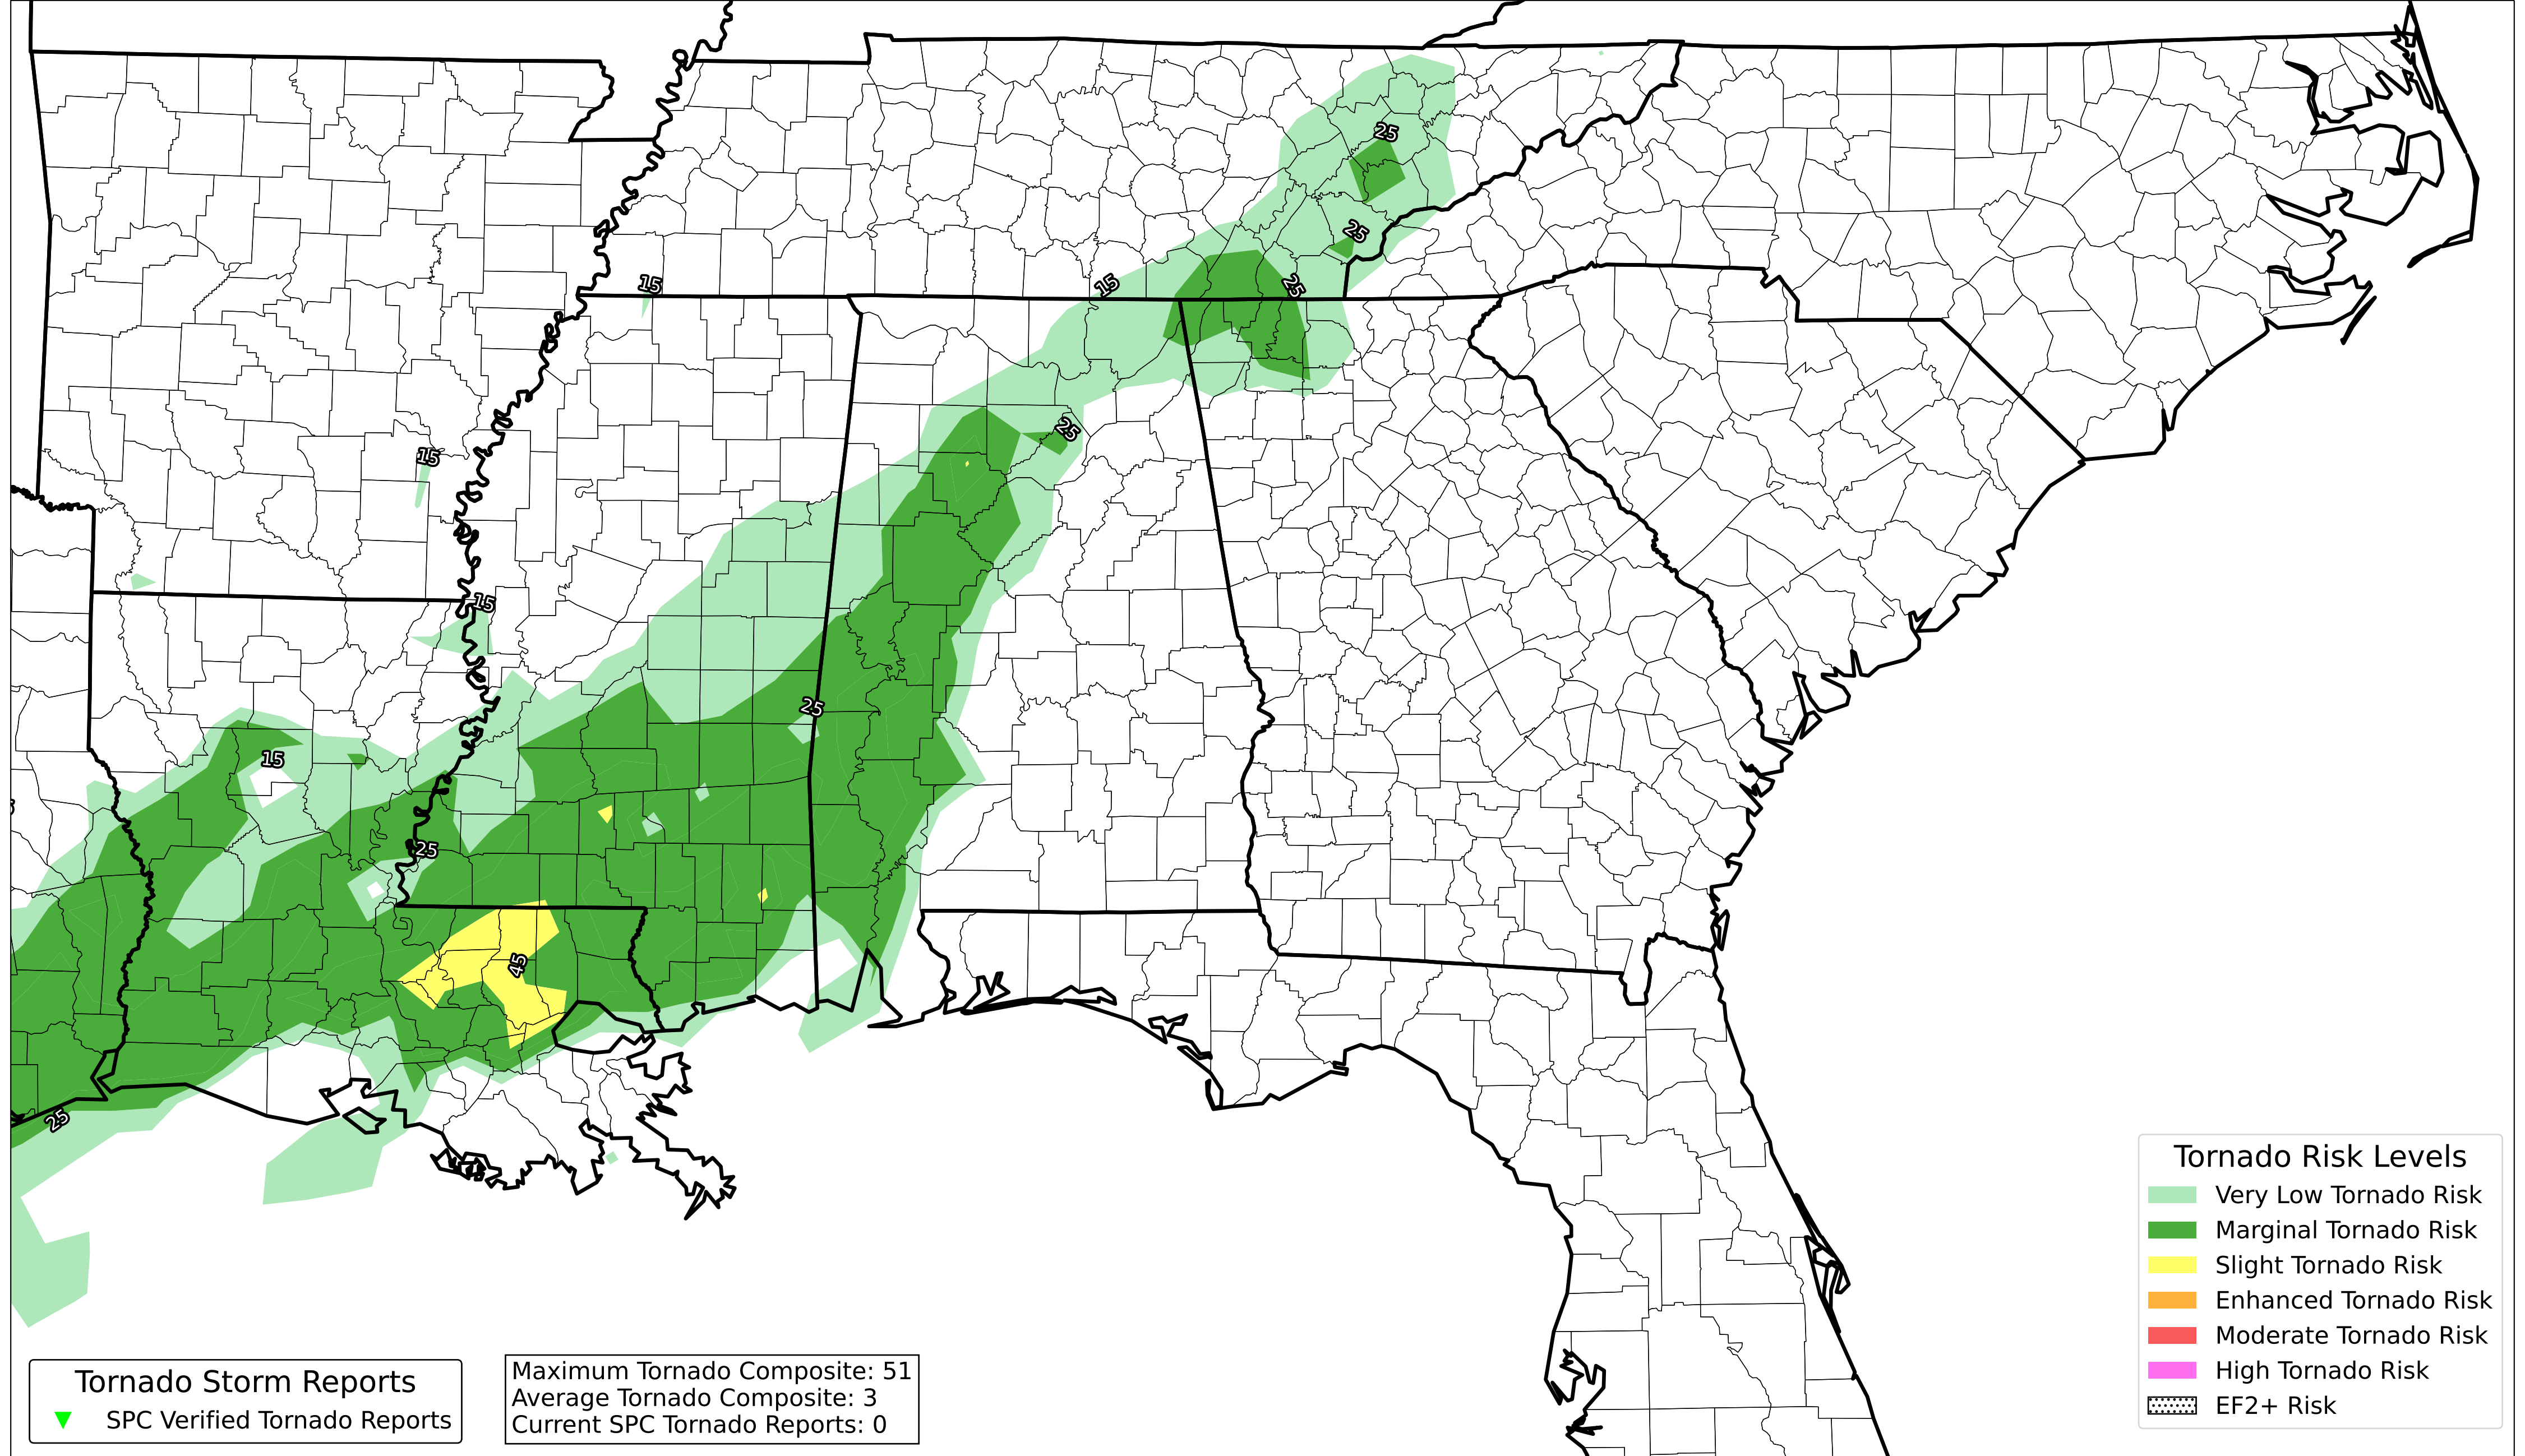 25
25
15
15
25
25
15
15
25
15
25
45
25
Tornado Risk Levels
Very Low Tornado Risk
Marginal Tornado Risk
Slight Tornado Risk
Enhanced Tornado Risk
Moderate Tornado Risk
High Tornado Risk
EF2+ Risk
Tornado Storm Reports
SPC Verified Tornado Reports
Maximum Tornado Composite: 51
Average Tornado Composite: 3
Current SPC Tornado Reports: 0